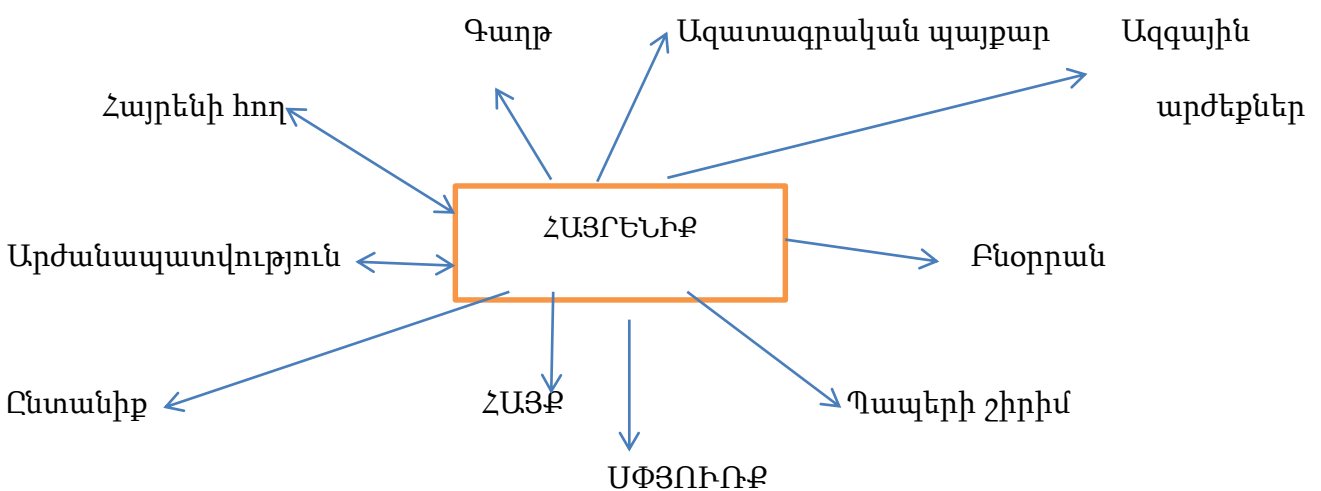 Գաղթ
Ազատագրական պայքար
Ազգային
արժեքներ
Հայրենի հող
ՀԱՅՐԵՆԻՔ
Արժանապատվություն
Բնօրրան
Ընտանիք
ՀԱՅՔ
Պապերի շիրիմ
ՍՓՅՈՒՌՔ